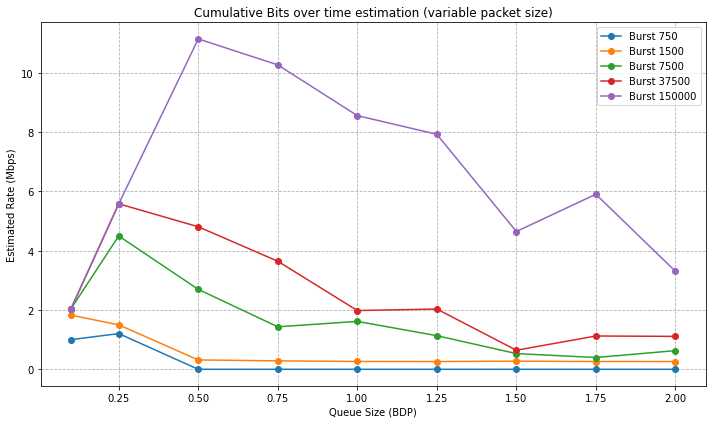 Cumulative Bits over time estimation (variable packet size)
Burst 750
Burst 1500
Burst 7500
Burst 37500
Burst 150000
Estimated Rate (Mbps)
10
8
6
4
2
0
0.25 0.50 0.75 1.00 1.25 1.50 1.75 2.00
Queue Size (BDP)